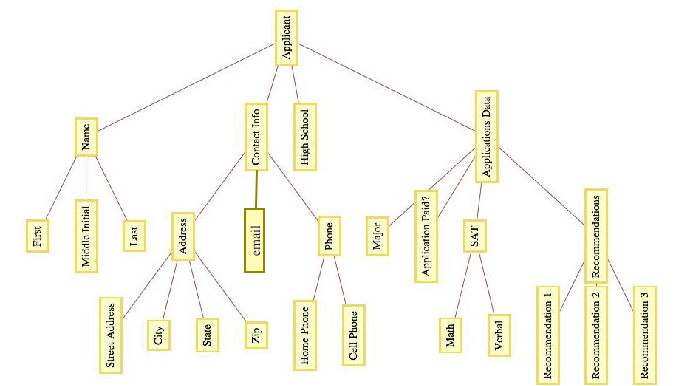 Applicant
Name
Contact Info
High School
Applications Data
First
Middle Initial
Last
Address
email
Phone
Major
Application Paid?
SAT
Recommendations
Street Address
City
State
Zip
Home Phone
Cell Phone
Math
Verbal
Recommendation 1
Recommendation 2
Recommendation 3